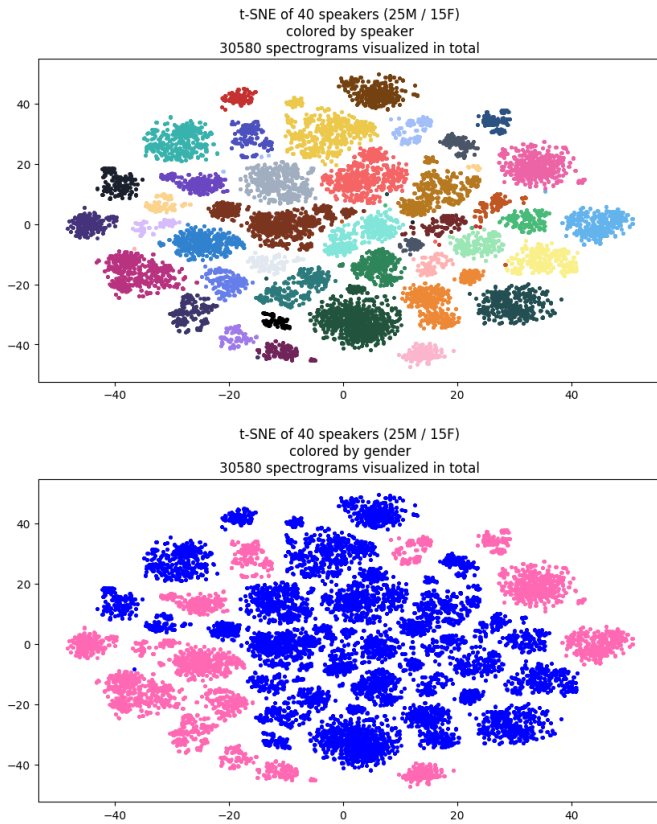 t-SNE of 40 speakers (25M / 15F)
colored by speaker
30580 spectrograms visualized in total
40
20
0
−20
−40
−40 −20 0 20 40
t-SNE of 40 speakers (25M / 15F)
colored by gender
30580 spectrograms visualized in total
40
20
0
−20
−40
−40 −20 0 20 40